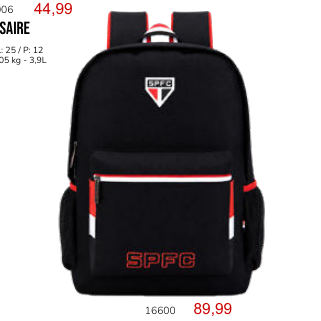 006 44,99
SAIRE
: 25 / P: 12
05 kg - 3,9L
SPFC
SPFC
16600 89,99